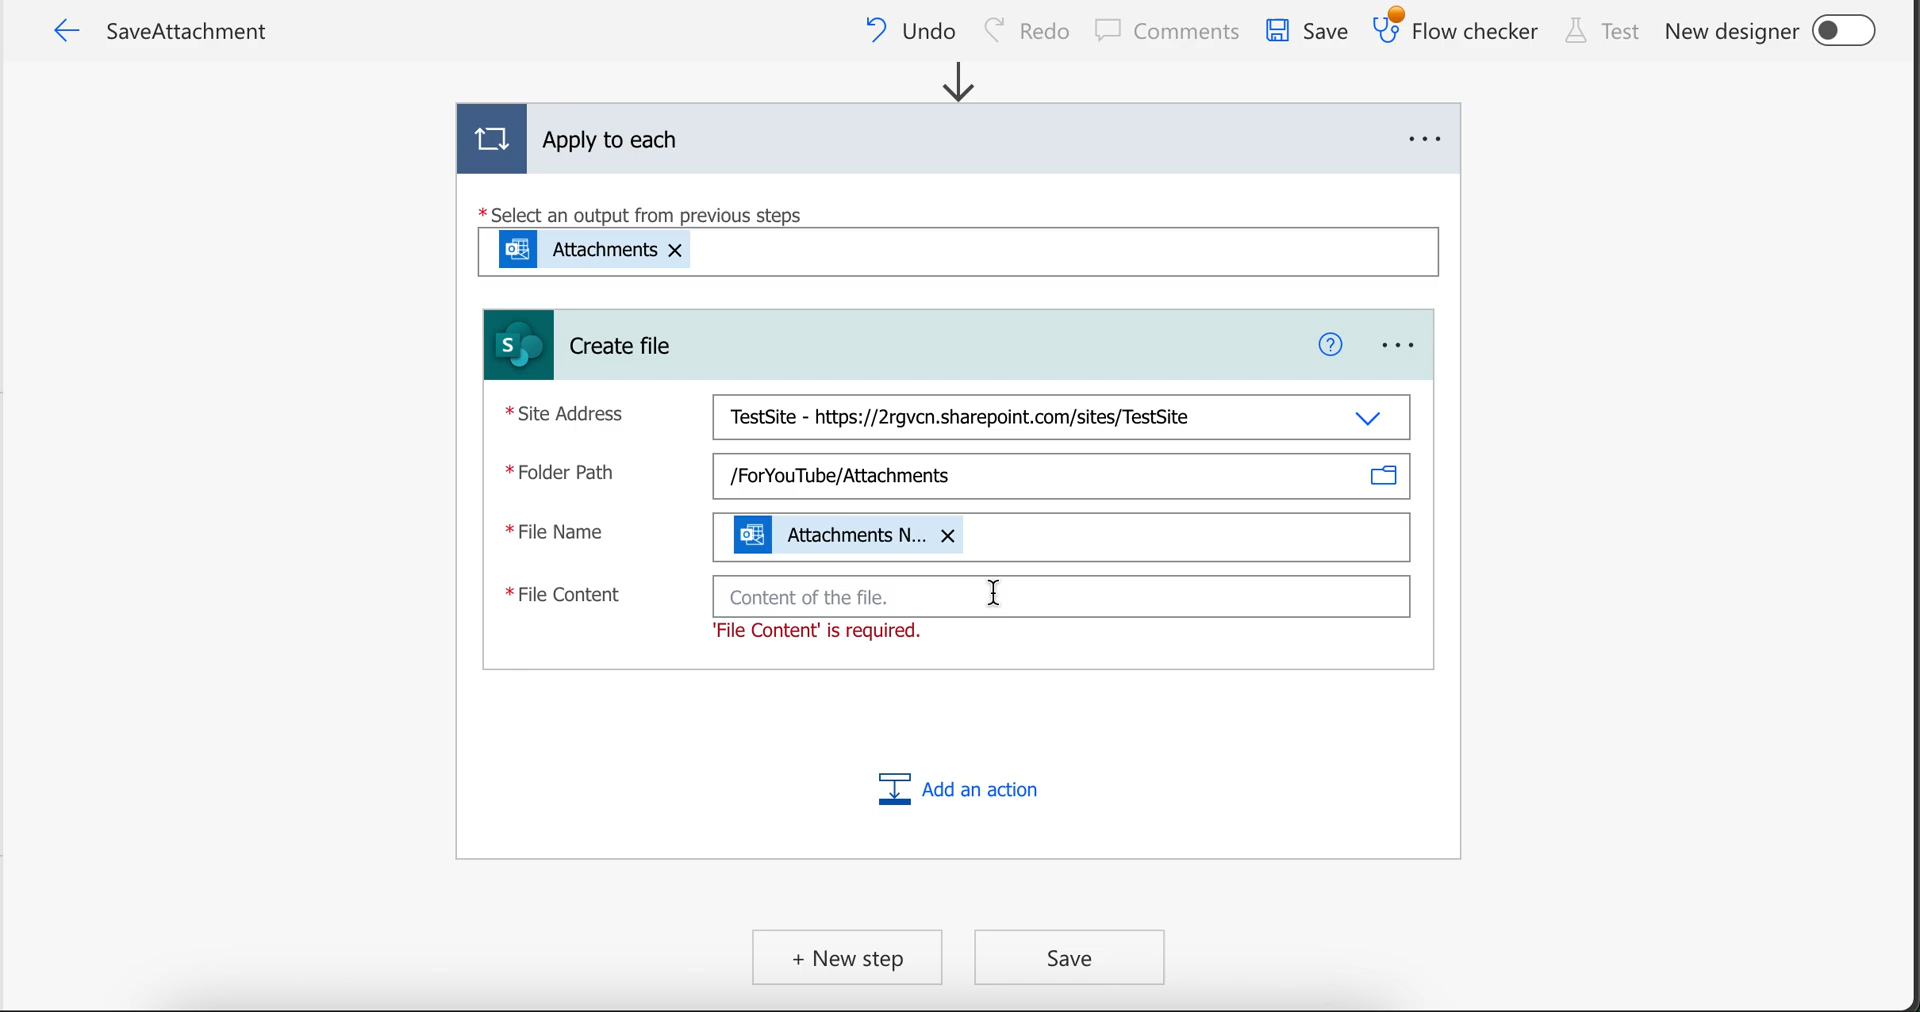 SaveAttachment
Undo
Redo
Comments
Save
Flow checker
Test
New designer
Apply to each
* Select an output from previous steps
Attachments
S
Create file
?
* Site Address
TestSite - https://2rgvcn.sharepoint.com/sites/TestSite
* Folder Path
/ForYouTube/Attachments
* File Name
Attachments N...
* File Content
Content of the file.
'File Content' is required.
Add an action
+ New step
Save